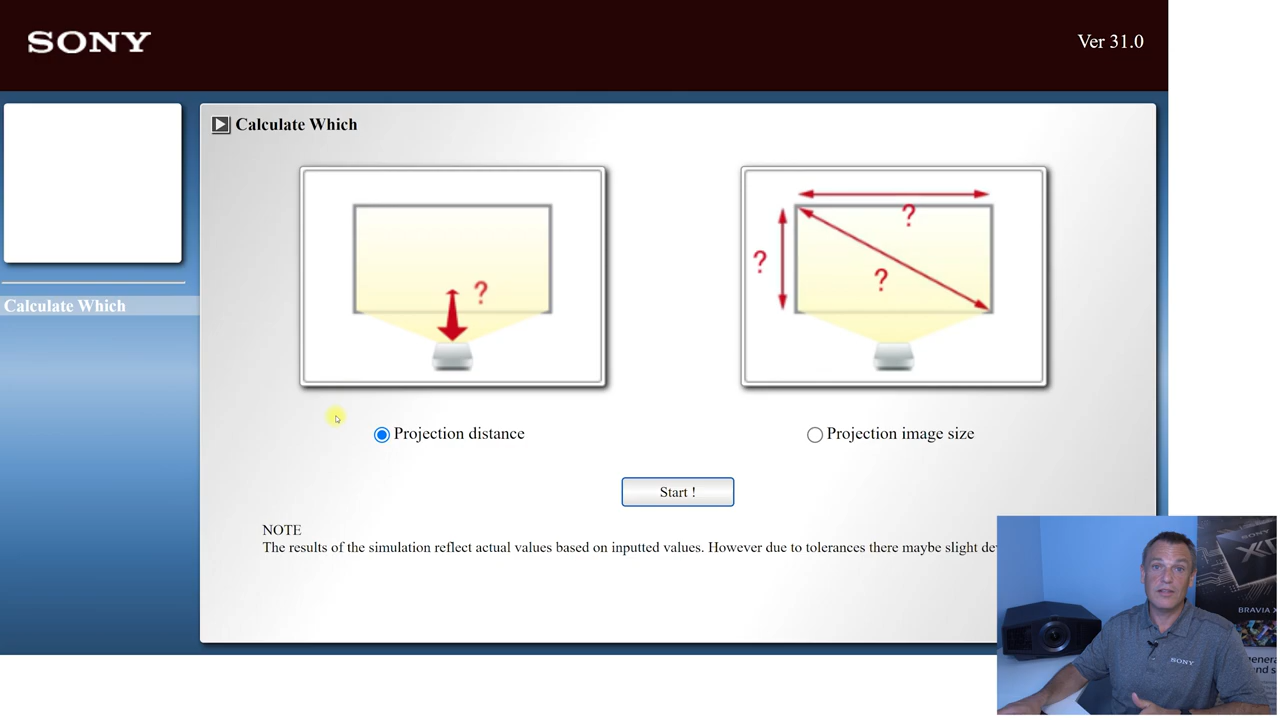 SONY
Ver 31.0
Calculate Which
?
?
?
?
Calculate Which
Projection distance
Projection image size
Start !
NOTE
The results of the simulation reflect actual values based on inputted values. However due to tolerances there maybe slight de
SONY
BRAVIA X
SONY